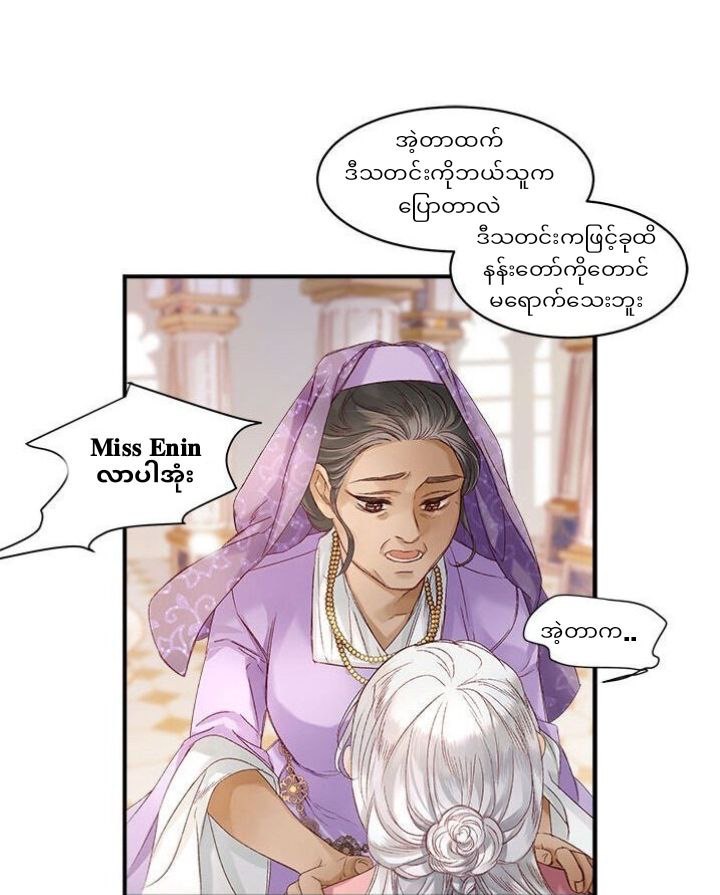 အဲ့တာထက်
ဒီသတင်းကိုဘယ်သူက
ပြောတာလဲ
ဒီသတင်းကဖြင့်ခုထိ
နန်းတော်ကိုတောင်
မရောက်သေးဘူး
Miss Enin
လာပါအုံး
အဲ့တာက..